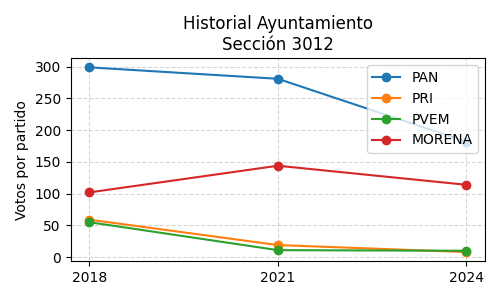 Historial Ayuntamiento
Sección 3012
Votos por partido
300
250
200
150
100
50
0
2018
2021
2024
PAN
PRI
PVEM
MORENA